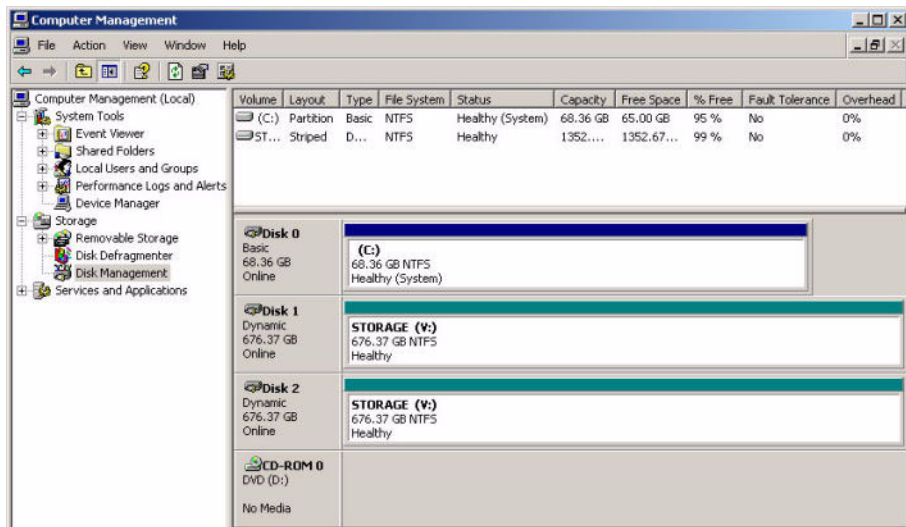 Computer Management
File Action View Window Help
Computer Management (Local)
System Tools
Event Viewer
Shared Folders
Local Users and Groups
Performance Logs and Alerts
Device Manager
Storage
Removable Storage
Disk Defragmenter
Disk Management
Services and Applications
Volume Layout Type File System Status Capacity Free Space % Free Fault Tolerance Overhead
(C:) Partition Basic NTFS Healthy (System) 68.36 GB 65.00 GB 95 % No 0%
ST... Striped D... NTFS Healthy 1352.... 1352.67... 99 % No 0%
Disk 0
Basic
68.36 GB
Online
(C:)
68.36 GB NTFS
Healthy (System)
Disk 1
Dynamic
676.37 GB
Online
STORAGE (V:)
676.37 GB NTFS
Healthy
Disk 2
Dynamic
676.37 GB
Online
STORAGE (V:)
676.37 GB NTFS
Healthy
CD-ROM 0
DVD (D:)
No Media